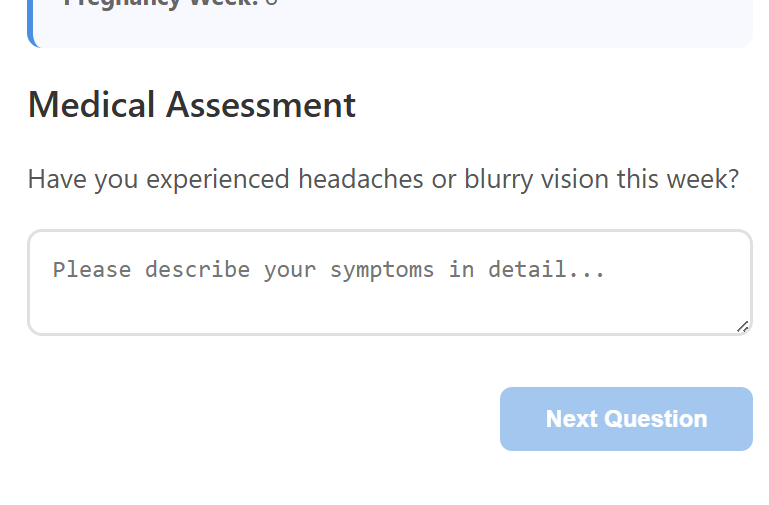 Pregnancy Week:
Medical Assessment
Have you experienced headaches or blurry vision this week?
Please describe your symptoms in detail...
Next Question